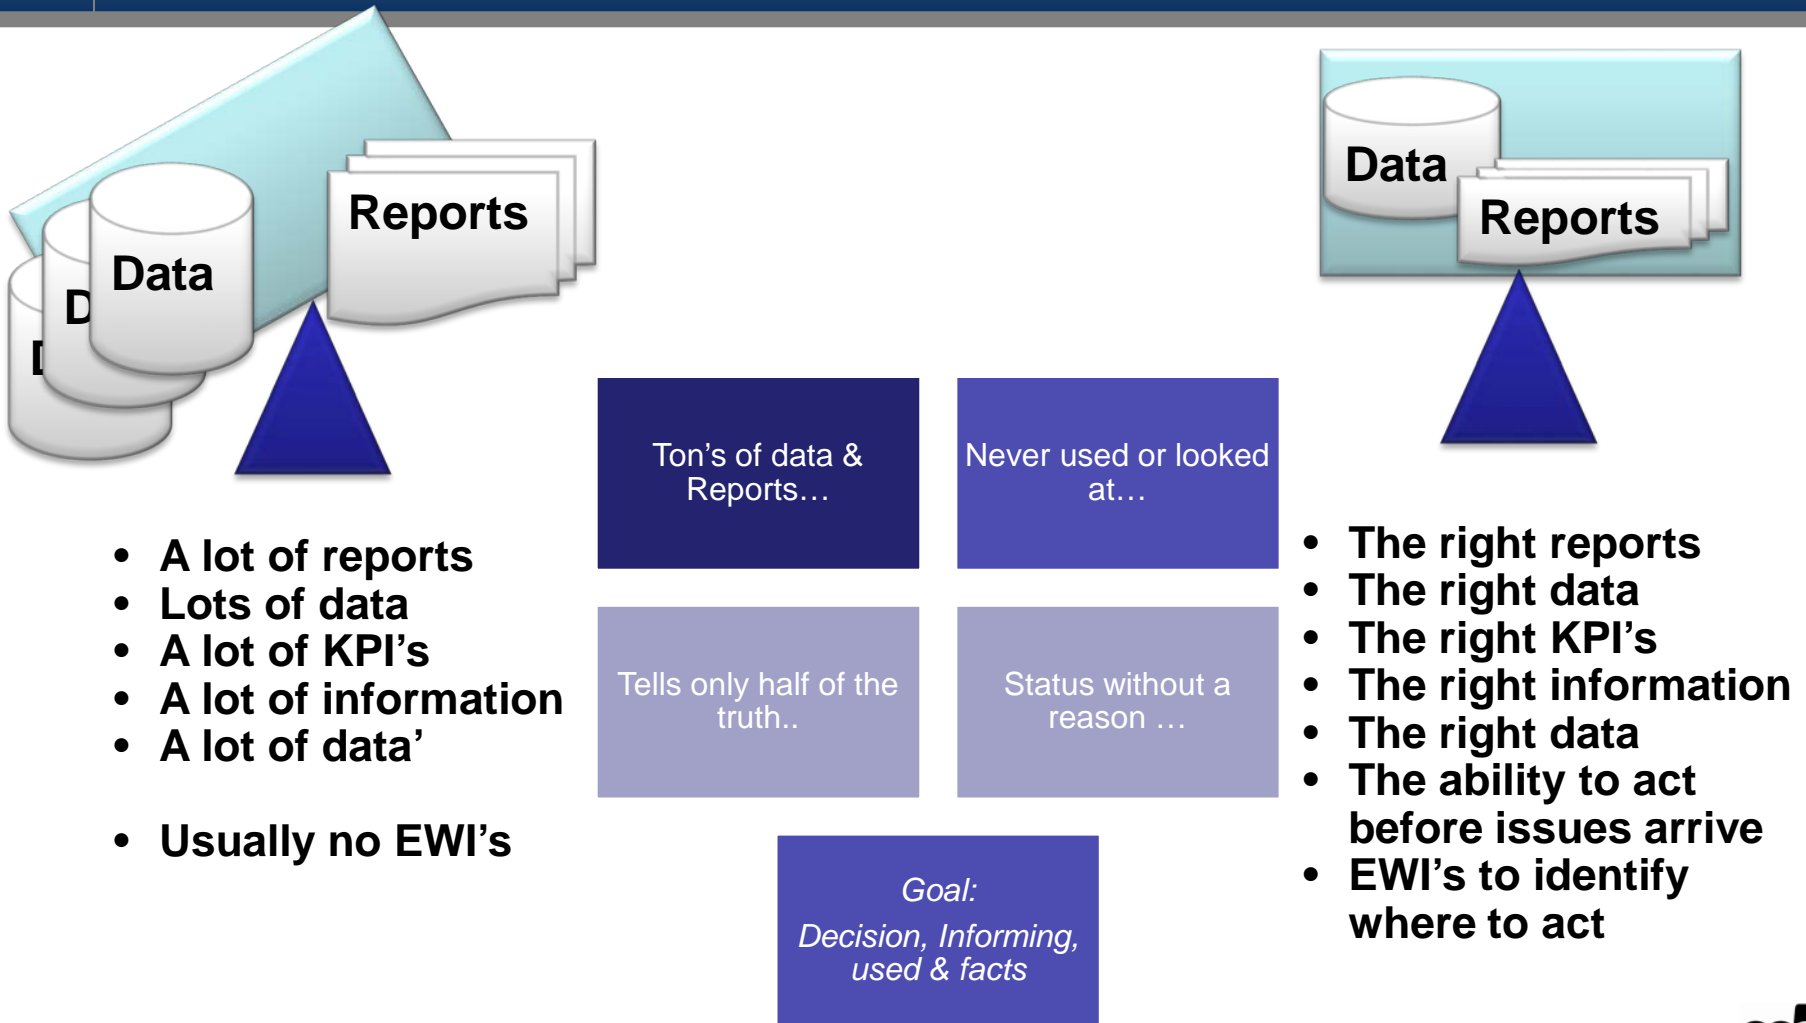 Data
D
D
Reports
Data
Reports
• A lot of reports
• Lots of data
• A lot of KPI’s
• A lot of information
• A lot of data’
• Usually no EWI’s
Ton’s of data &
Reports…
Never used or looked
at…
Tells only half of the
truth..
Status without a
reason …
Goal:
Decision, Informing,
used & facts
• The right reports
• The right data
• The right KPI’s
• The right information
• The right data
• The ability to act
before issues arrive
• EWI’s to identify
where to act